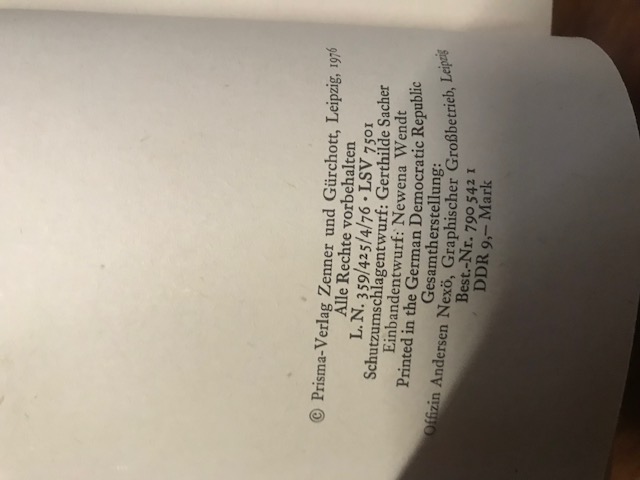 © Prisma-Verlag Zenner und Gürchott, Leipzig, 1976
Alle Rechte vorbehalten
L. N. 359/425/4/76 · LSV 7501
Schutzumschlagentwurf: Gerthilde Sacher
Einbandentwurf: Newena Wendt
Printed in the German Democratic Republic
Gesamtherstellung:
Offizin Andersen Nexö, Graphischer Großbetrieb, Leipzig
Best.-Nr. 790 542 1
DDR 9,– Mark